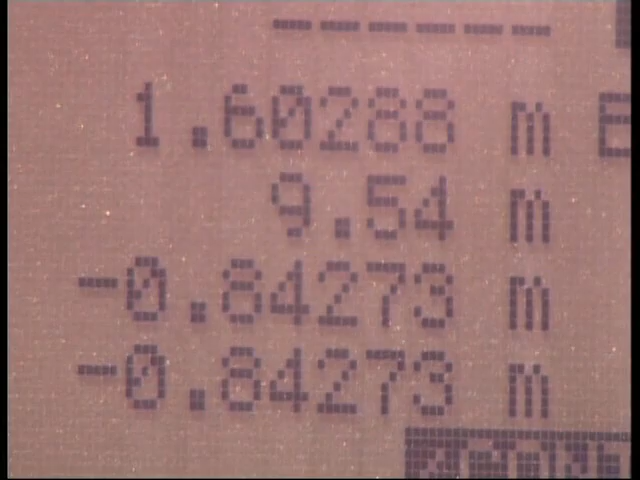 ------
1.60288 m
9.54 m
-0.84273 m
-0.84273 m